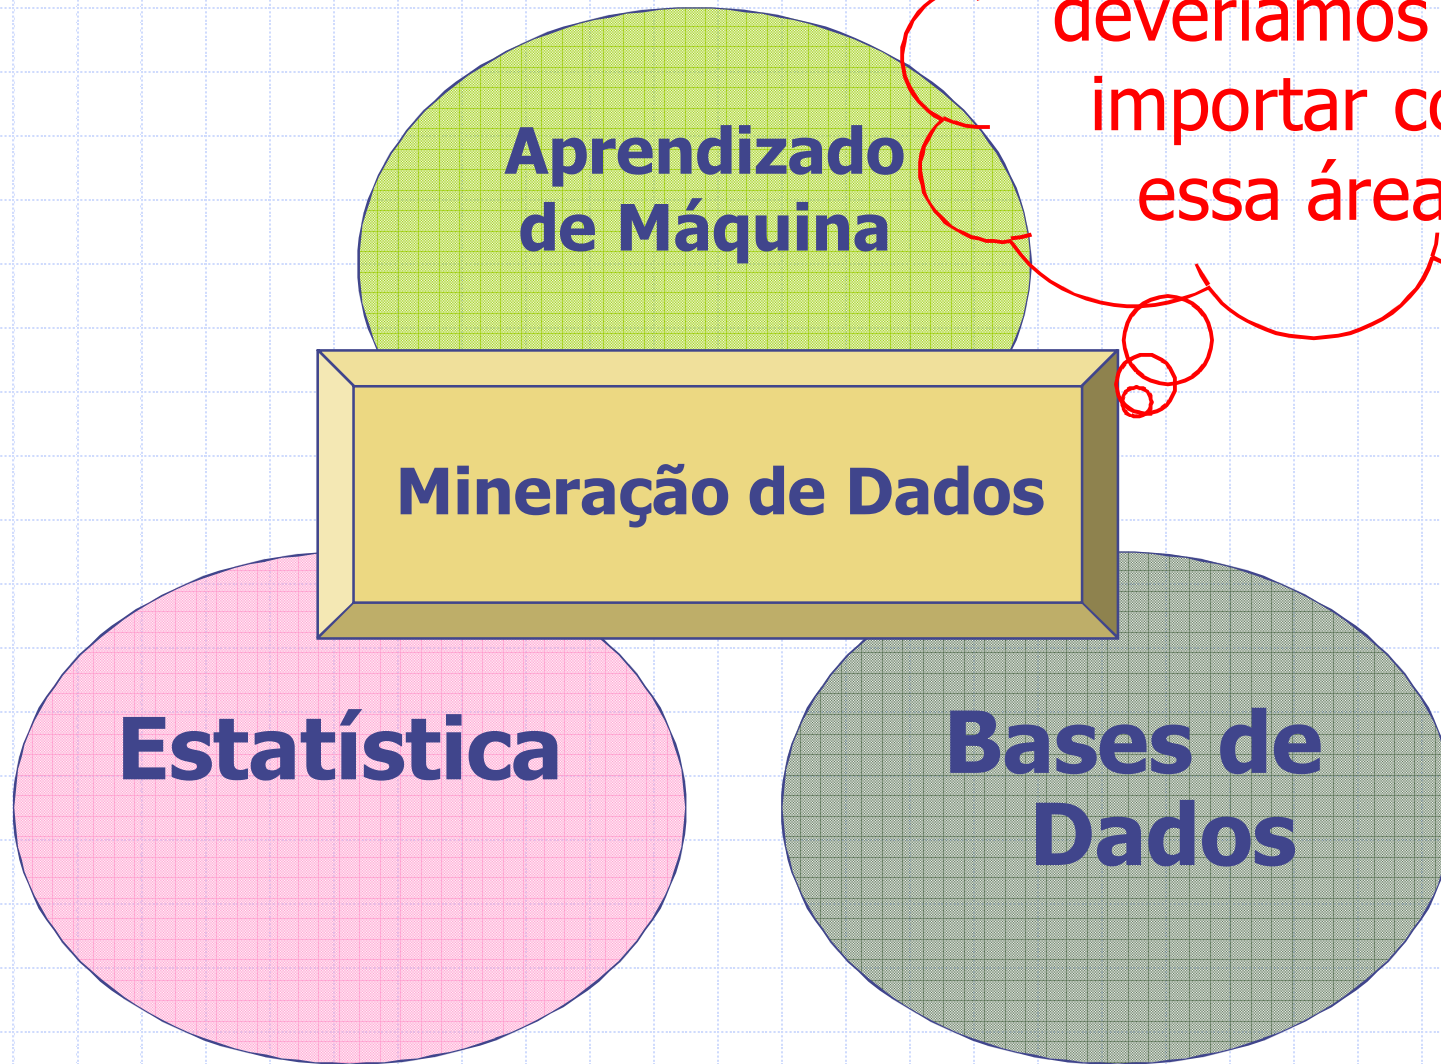 deveríamos
importar
essa área
Aprendizado
de Máquina
Mineração de Dados
Estatística
Bases de
Dados